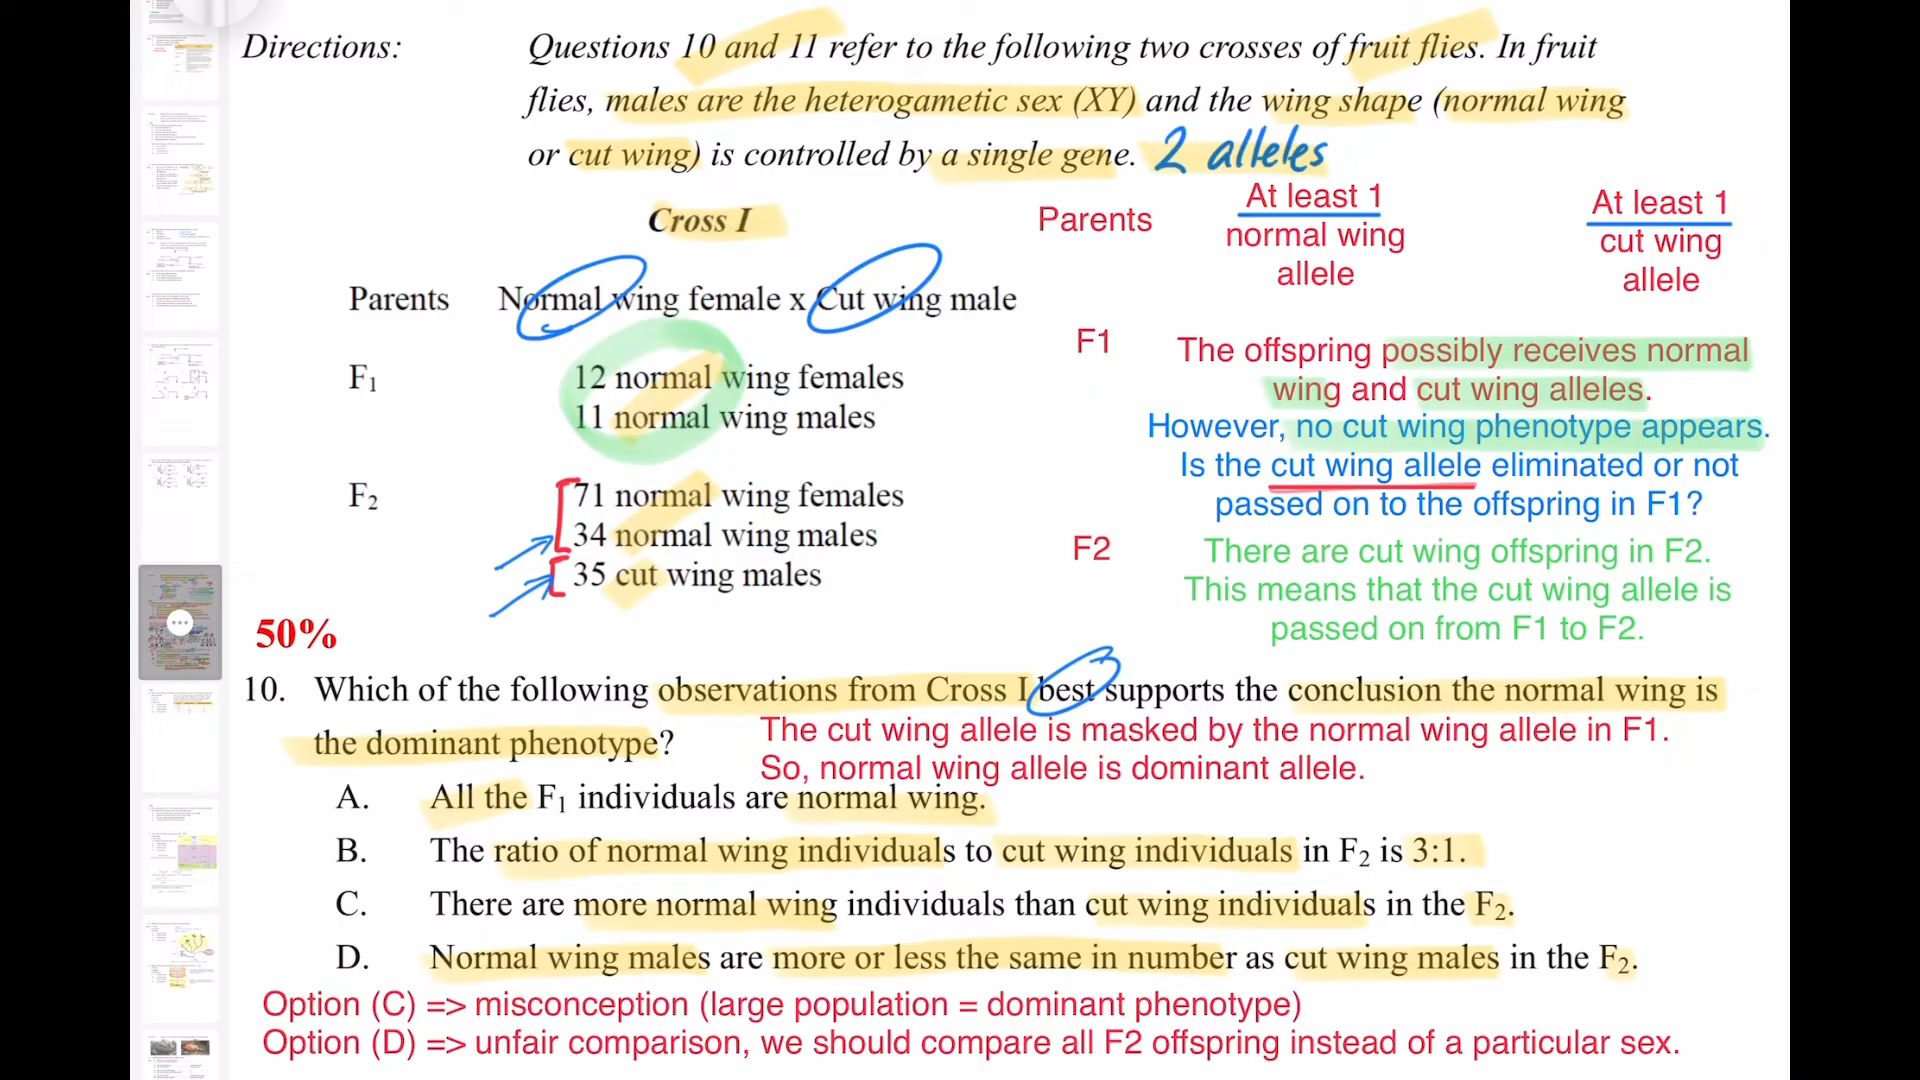 Directions: Questions 10 and 11 refer to the following two crosses of fruit flies. In fruit
flies, males are the heterogametic sex (XY) and the wing shape (normal wing
or cut wing) is controlled by a single gene. 2 alleles
Cross I
Parents Normal wing female x Cut wing male
F₁ 12 normal wing females
11 normal wing males
F₂ 71 normal wing females
34 normal wing males
35 cut wing males
Parents
At least 1
normal wing
allele
At least 1
cut wing
allele
F1
The offspring possibly receives normal
wing and cut wing alleles.
However, no cut wing phenotype appears.
Is the cut wing allele eliminated or not
passed on to the offspring in F1?
F2
There are cut wing offspring in F2.
This means that the cut wing allele is
passed on from F1 to F2.
50%
10. Which of the following observations from Cross I best supports the conclusion the normal wing is
the dominant phenotype?
The cut wing allele is masked by the normal wing allele in F1.
So, normal wing allele is dominant allele.
A. All the F₁ individuals are normal wing.
B. The ratio of normal wing individuals to cut wing individuals in F₂ is 3:1.
C. There are more normal wing individuals than cut wing individuals in the F₂.
D. Normal wing males are more or less the same in number as cut wing males in the F₂.
Option (C) => misconception (large population = dominant phenotype)
Option (D) => unfair comparison, we should compare all F2 offspring instead of a particular sex.